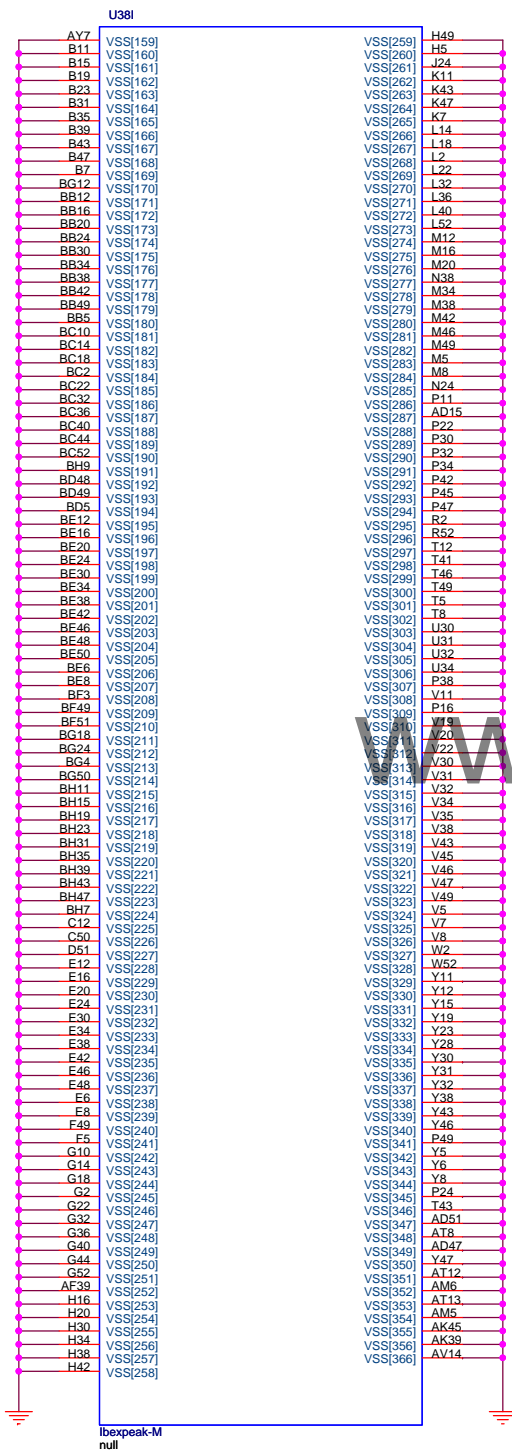 U38I
AY7 VSS[159] VSS[259] H49
B11 VSS[160] VSS[260] H5
B15 VSS[161] VSS[261] J24
B19 VSS[162] VSS[262] K11
B23 VSS[163] VSS[263] K43
B31 VSS[164] VSS[264] K47
B35 VSS[165] VSS[265] K7
B39 VSS[166] VSS[266] L14
B43 VSS[167] VSS[267] L18
B47 VSS[168] VSS[268] L2
B7 VSS[169] VSS[269] L22
BG12 VSS[170] VSS[270] L32
BB12 VSS[171] VSS[271] L36
BB16 VSS[172] VSS[272] L40
BB20 VSS[173] VSS[273] L52
BB24 VSS[174] VSS[274] M12
BB30 VSS[175] VSS[275] M16
BB34 VSS[176] VSS[276] M20
BB38 VSS[177] VSS[277] N38
BB42 VSS[178] VSS[278] M34
BB49 VSS[179] VSS[279] M38
BB5 VSS[180] VSS[280] M42
BC10 VSS[181] VSS[281] M46
BC14 VSS[182] VSS[282] M49
BC18 VSS[183] VSS[283] M5
BC2 VSS[184] VSS[284] M8
BC22 VSS[185] VSS[285] N24
BC32 VSS[186] VSS[286] P11
BC36 VSS[187] VSS[287] AD15
BC40 VSS[188] VSS[288] P22
BC44 VSS[189] VSS[289] P30
BC52 VSS[190] VSS[290] P32
BH9 VSS[191] VSS[291] P34
BD48 VSS[192] VSS[292] P42
BD49 VSS[193] VSS[293] P45
BD5 VSS[194] VSS[294] P47
BE12 VSS[195] VSS[295] R2
BE16 VSS[196] VSS[296] R52
BE20 VSS[197] VSS[297] T12
BE24 VSS[198] VSS[298] T41
BE30 VSS[199] VSS[299] T46
BE34 VSS[200] VSS[300] T49
BE38 VSS[201] VSS[301] T5
BE42 VSS[202] VSS[302] T8
BE46 VSS[203] VSS[303] U30
BE48 VSS[204] VSS[304] U31
BE50 VSS[205] VSS[305] U32
BE6 VSS[206] VSS[306] U34
BE8 VSS[207] VSS[307] P38
BF3 VSS[208] VSS[308] V11
BF49 VSS[209] VSS[309] P16
BF51 VSS[210] VSS[310] V19
BG18 VSS[211] VSS[311] V20
BG24 VSS[212] VSS[312] V22
BG4 VSS[213] VSS[313] V30
BG50 VSS[214] VSS[314] V31
BH11 VSS[215] VSS[315] V32
BH15 VSS[216] VSS[316] V34
BH19 VSS[217] VSS[317] V35
BH23 VSS[218] VSS[318] V38
BH31 VSS[219] VSS[319] V43
BH35 VSS[220] VSS[320] V45
BH39 VSS[221] VSS[321] V46
BH43 VSS[222] VSS[322] V47
BH47 VSS[223] VSS[323] V49
BH7 VSS[224] VSS[324] V5
C12 VSS[225] VSS[325] V7
C50 VSS[226] VSS[326] V8
D51 VSS[227] VSS[327] W2
E12 VSS[228] VSS[328] W52
E16 VSS[229] VSS[329] Y11
E20 VSS[230] VSS[330] Y12
E24 VSS[231] VSS[331] Y15
E30 VSS[232] VSS[332] Y19
E34 VSS[233] VSS[333] Y23
E38 VSS[234] VSS[334] Y28
E42 VSS[235] VSS[335] Y30
E46 VSS[236] VSS[336] Y31
E48 VSS[237] VSS[337] Y32
E6 VSS[238] VSS[338] Y38
E8 VSS[239] VSS[339] Y43
F49 VSS[240] VSS[340] Y46
F5 VSS[241] VSS[341] P49
G10 VSS[242] VSS[342] Y5
G14 VSS[243] VSS[343] Y6
G18 VSS[244] VSS[344] Y8
G2 VSS[245] VSS[345] P24
G22 VSS[246] VSS[346] T43
G32 VSS[247] VSS[347] AD51
G36 VSS[248] VSS[348] AT8
G40 VSS[249] VSS[349] AD47
G44 VSS[250] VSS[350] Y47
G52 VSS[251] VSS[351] AT12
AF39 VSS[252] VSS[352] AM6
H16 VSS[253] VSS[353] AT13
H20 VSS[254] VSS[354] AM5
H30 VSS[255] VSS[355] AK45
H34 VSS[256] VSS[356] AK39
H38 VSS[257] VSS[366] AV14
H42 VSS[258]
Ibexpeak-M
null